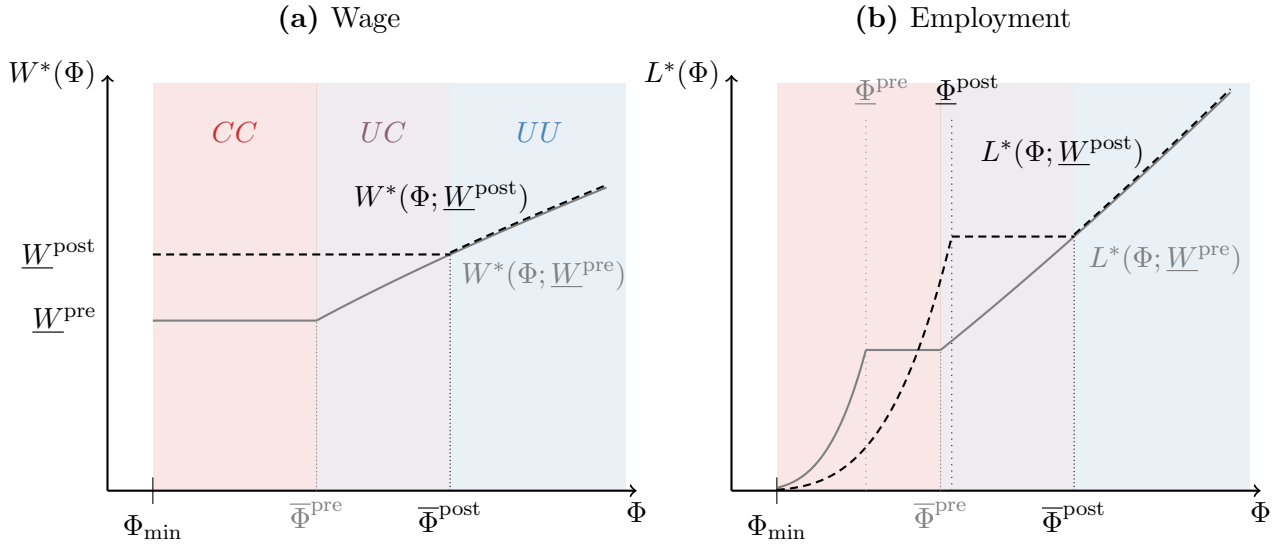 (a) Wage
W*(Φ)
CC UC UU
W*(Φ; W̲^post)
W̲^post
W*(Φ; W̲^pre)
W̲^pre
Φ_min
Φ̅^pre
Φ̅^post
Φ
(b) Employment
L*(Φ)
Φ̲^pre
Φ̲^post
L*(Φ; W̲^post)
L*(Φ; W̲^pre)
Φ_min
Φ̅^pre
Φ̅^post
Φ